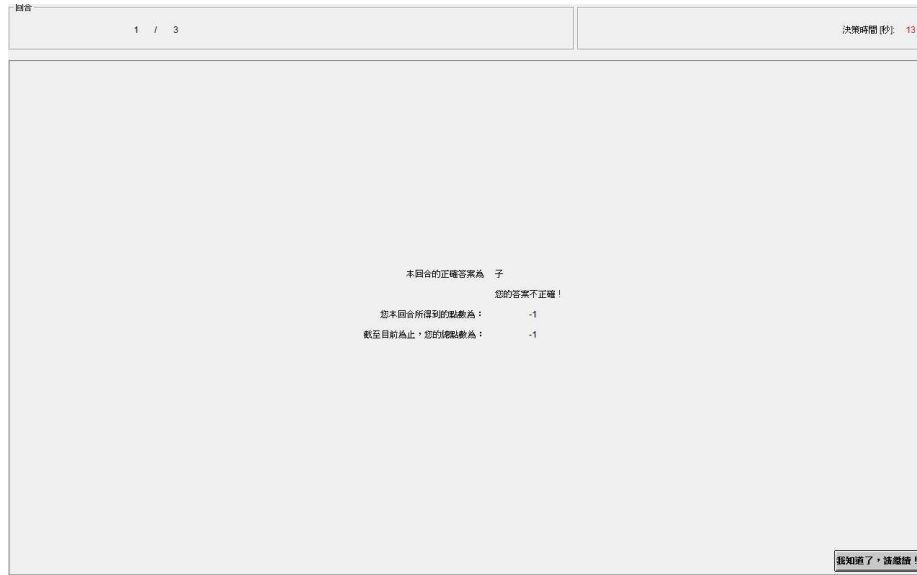 回合
1 / 3
決策時間 [秒]: 13
本回合的正確答案為 子
您的答案不正確！
您本回合所得到的點數為： -1
截至目前為止，您的總點數為： -1
我知道了，請繼續！